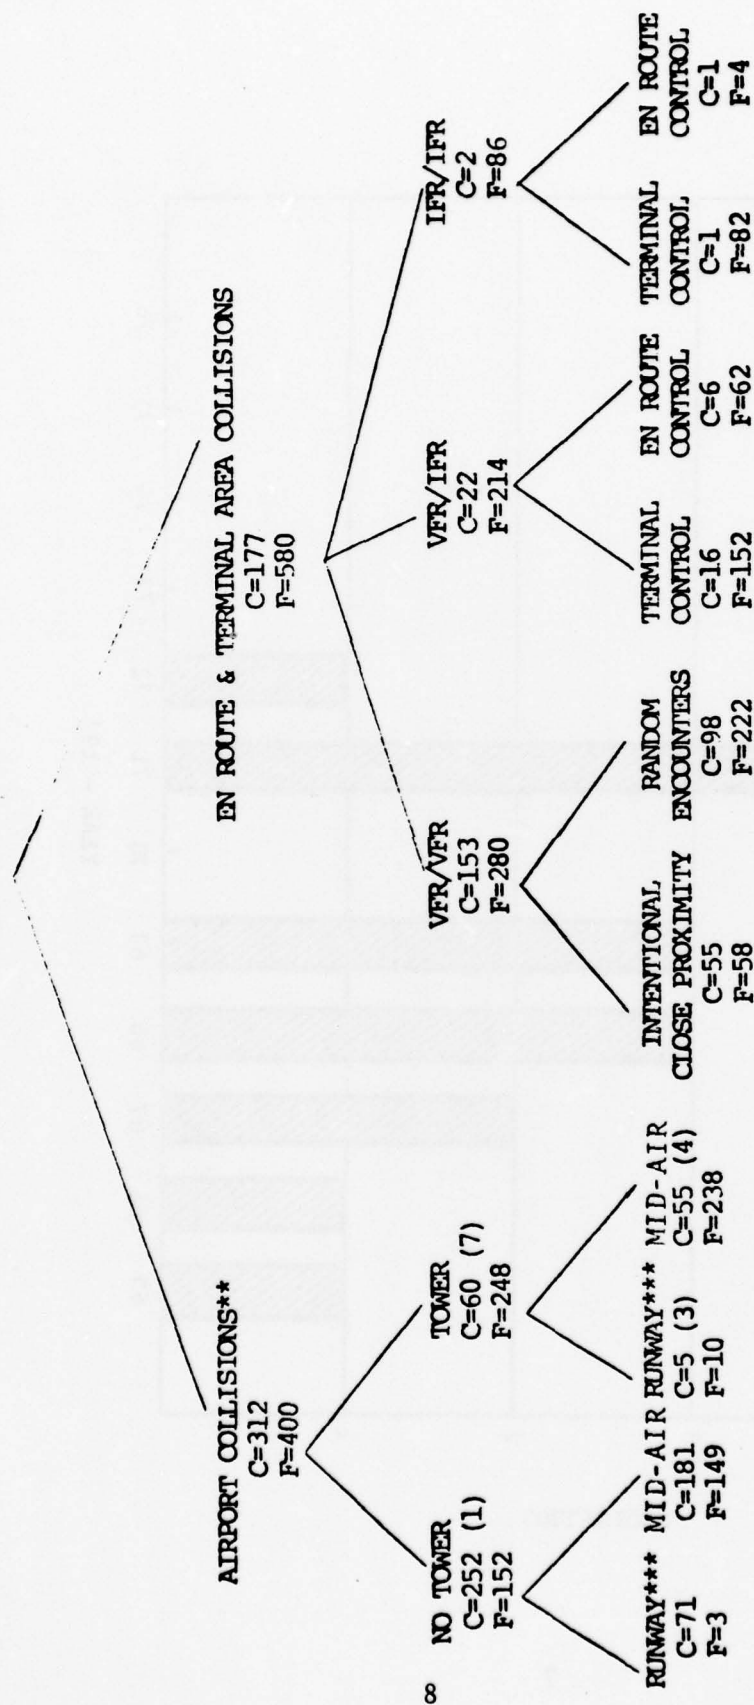 AIRPORT COLLISIONS**
C=312
F=400
EN ROUTE & TERMINAL AREA COLLISIONS
C=177
F=580
NO TOWER
C=252 (1)
F=152
TOWER
C=60 (7)
F=248
VFR/VFR
C=153
F=280
VFR/IFR
C=22
F=214
IFR/IFR
C=2
F=86
RUNWAY***
C=71
F=3
MID-AIR
C=181
F=149
RUNWAY***
C=5 (3)
F=10
MID-AIR
C=55 (4)
F=238
INTENTIONAL
CLOSE PROXIMITY
C=55
F=58
RANDOM
ENCOUNTERS
C=98
F=222
TERMINAL
CONTROL
C=16
F=152
EN ROUTE
CONTROL
C=6
F=62
TERMINAL
CONTROL
C=1
F=82
EN ROUTE
CONTROL
C=1
F=4
8